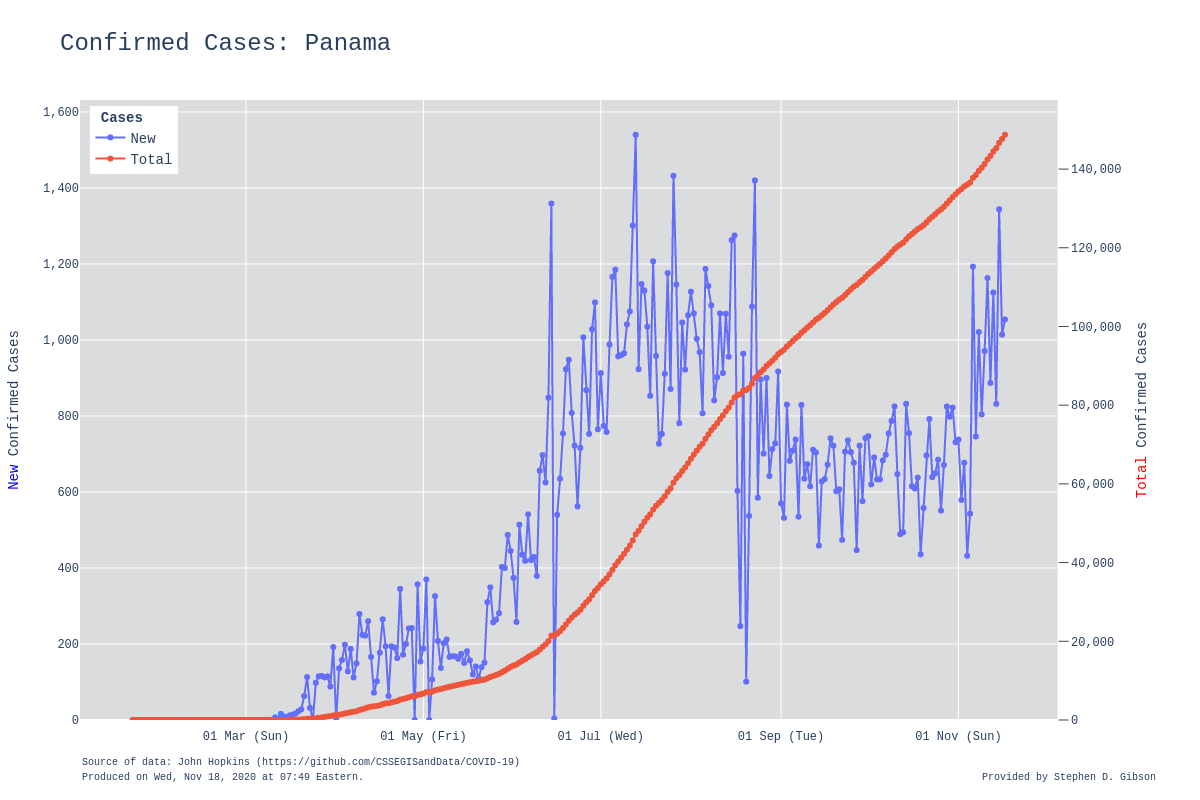 Confirmed Cases: Panama
Cases
New
Total
1,600
1,400
1,200
1,000
800
600
400
200
0
New Confirmed Cases
140,000
120,000
100,000
80,000
60,000
40,000
20,000
0
Total Confirmed Cases
01 Mar (Sun)
01 May (Fri)
01 Jul (Wed)
01 Sep (Tue)
01 Nov (Sun)
Source of data: John Hopkins (https://github.com/CSSEGISandData/COVID-19)
Produced on Wed, Nov 18, 2020 at 07:49 Eastern.
Provided by Stephen D. Gibson